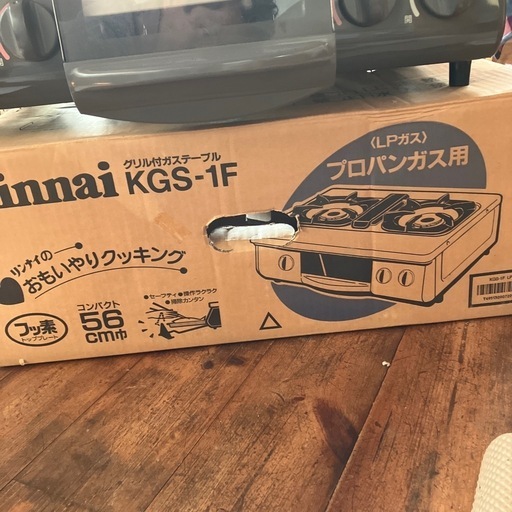 innai
グリル付ガステーブル
KGS-1F
〈LPガス〉
プロパンガス用
リンナイの
おもいやりクッキング
フッ素
トッププレート
コンパクト
56
cm巾
●セーフティ ●操作ラクラク
●掃除カンタン
KGS-1F LP